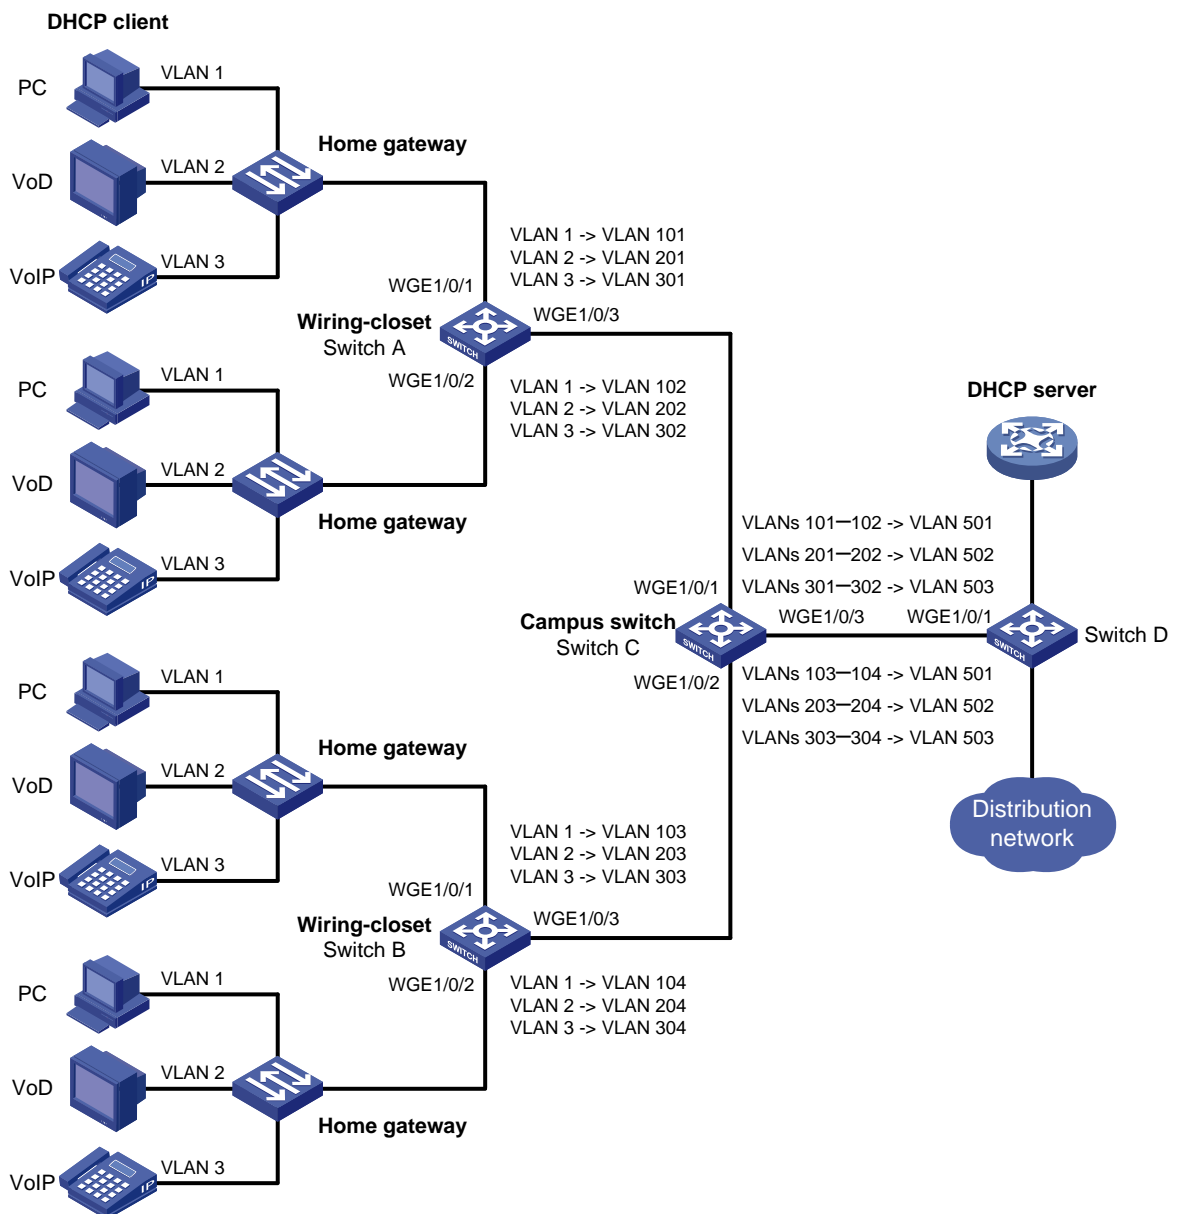 DHCP client
PC
VLAN 1
Home gateway
VoD
VLAN 2
VoIP
VLAN 3
IP
VLAN 1 -> VLAN 101
VLAN 2 -> VLAN 201
VLAN 3 -> VLAN 301
WGE1/0/1
Wiring-closet
Switch A
SWITCH
WGE1/0/3
WGE1/0/2
VLAN 1 -> VLAN 102
VLAN 2 -> VLAN 202
VLAN 3 -> VLAN 302
PC
VLAN 1
VoD
VLAN 2
Home gateway
VoIP
VLAN 3
IP
DHCP server
VLANs 101–102 -> VLAN 501
VLANs 201–202 -> VLAN 502
VLANs 301–302 -> VLAN 503
WGE1/0/1
Campus switch
Switch C
SWITCH
WGE1/0/3
WGE1/0/1
SWITCH
Switch D
WGE1/0/2
VLANs 103–104 -> VLAN 501
VLANs 203–204 -> VLAN 502
VLANs 303–304 -> VLAN 503
Distribution
network
PC
VLAN 1
Home gateway
VoD
VLAN 2
VoIP
VLAN 3
IP
VLAN 1 -> VLAN 103
VLAN 2 -> VLAN 203
VLAN 3 -> VLAN 303
WGE1/0/1
Wiring-closet
Switch B
SWITCH
WGE1/0/3
WGE1/0/2
VLAN 1 -> VLAN 104
VLAN 2 -> VLAN 204
VLAN 3 -> VLAN 304
PC
VLAN 1
VoD
VLAN 2
Home gateway
VoIP
VLAN 3
IP